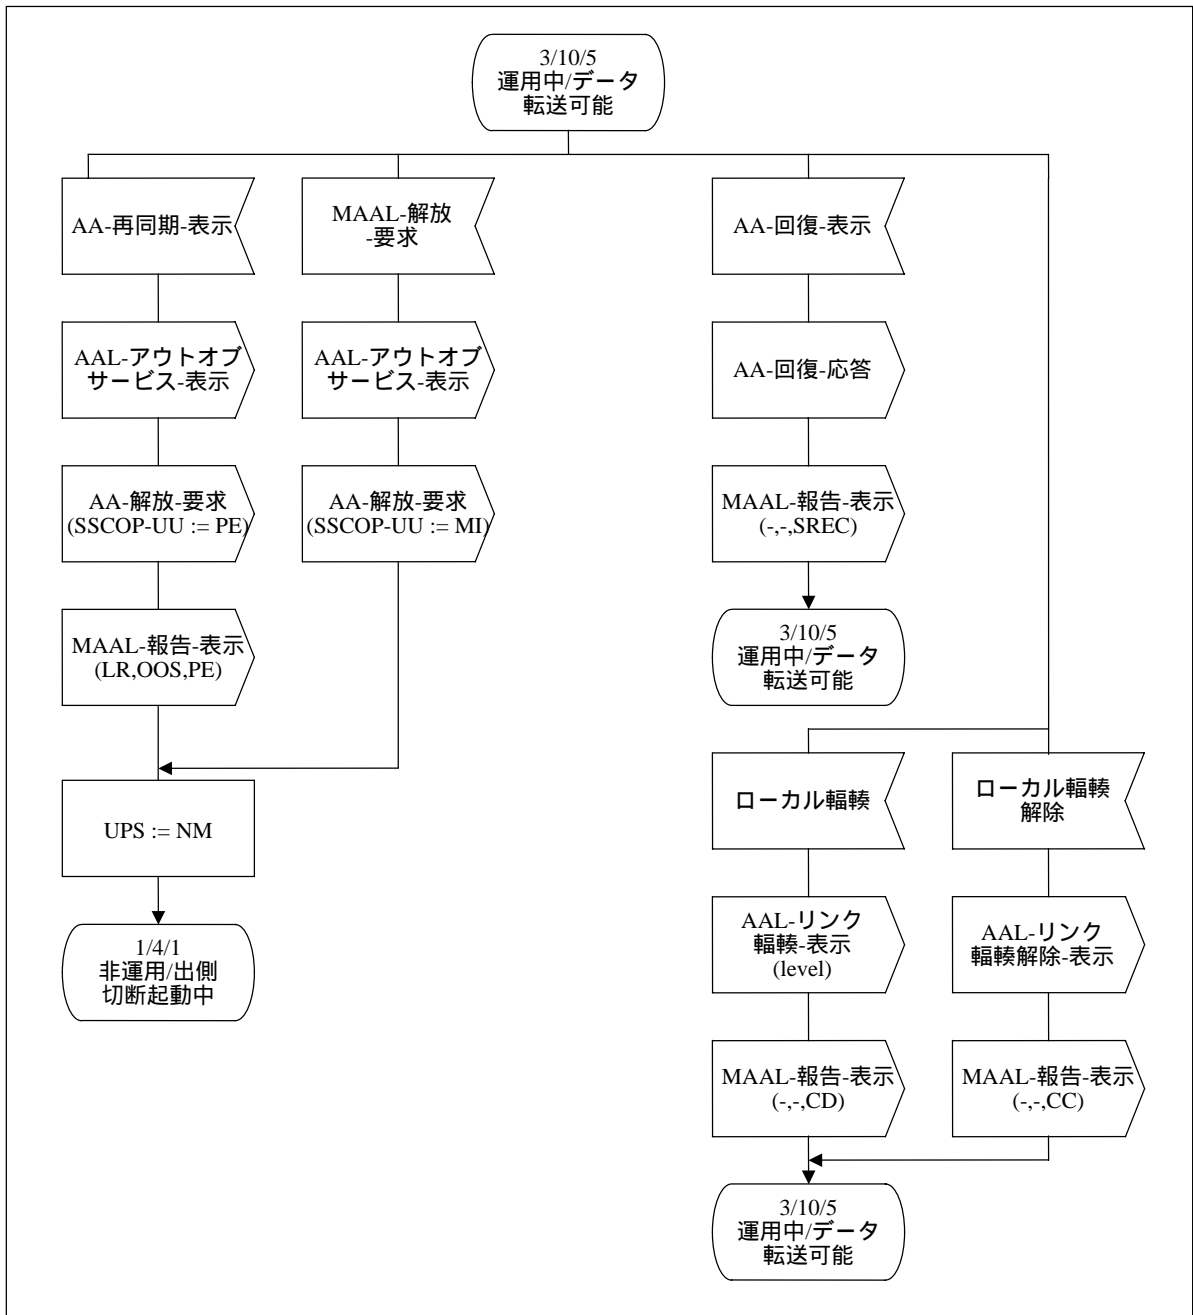 3/10/5
運用中/データ
転送可能
AA-再同期-表示
MAAL-解放
-要求
AA-回復-表示
AAL-アウトオブ
サービス-表示
AAL-アウトオブ
サービス-表示
AA-回復-応答
AA-解放-要求
(SSCOP-UU := PE)
AA-解放-要求
(SSCOP-UU := MI)
MAAL-報告-表示
(-,-,SREC)
MAAL-報告-表示
(LR,OOS,PE)
3/10/5
運用中/データ
転送可能
UPS := NM
ローカル輻輳
ローカル輻輳
解除
1/4/1
非運用/出側
切断起動中
AAL-リンク
輻輳-表示
(level)
AAL-リンク
輻輳解除-表示
MAAL-報告-表示
(-,-,CD)
MAAL-報告-表示
(-,-,CC)
3/10/5
運用中/データ
転送可能